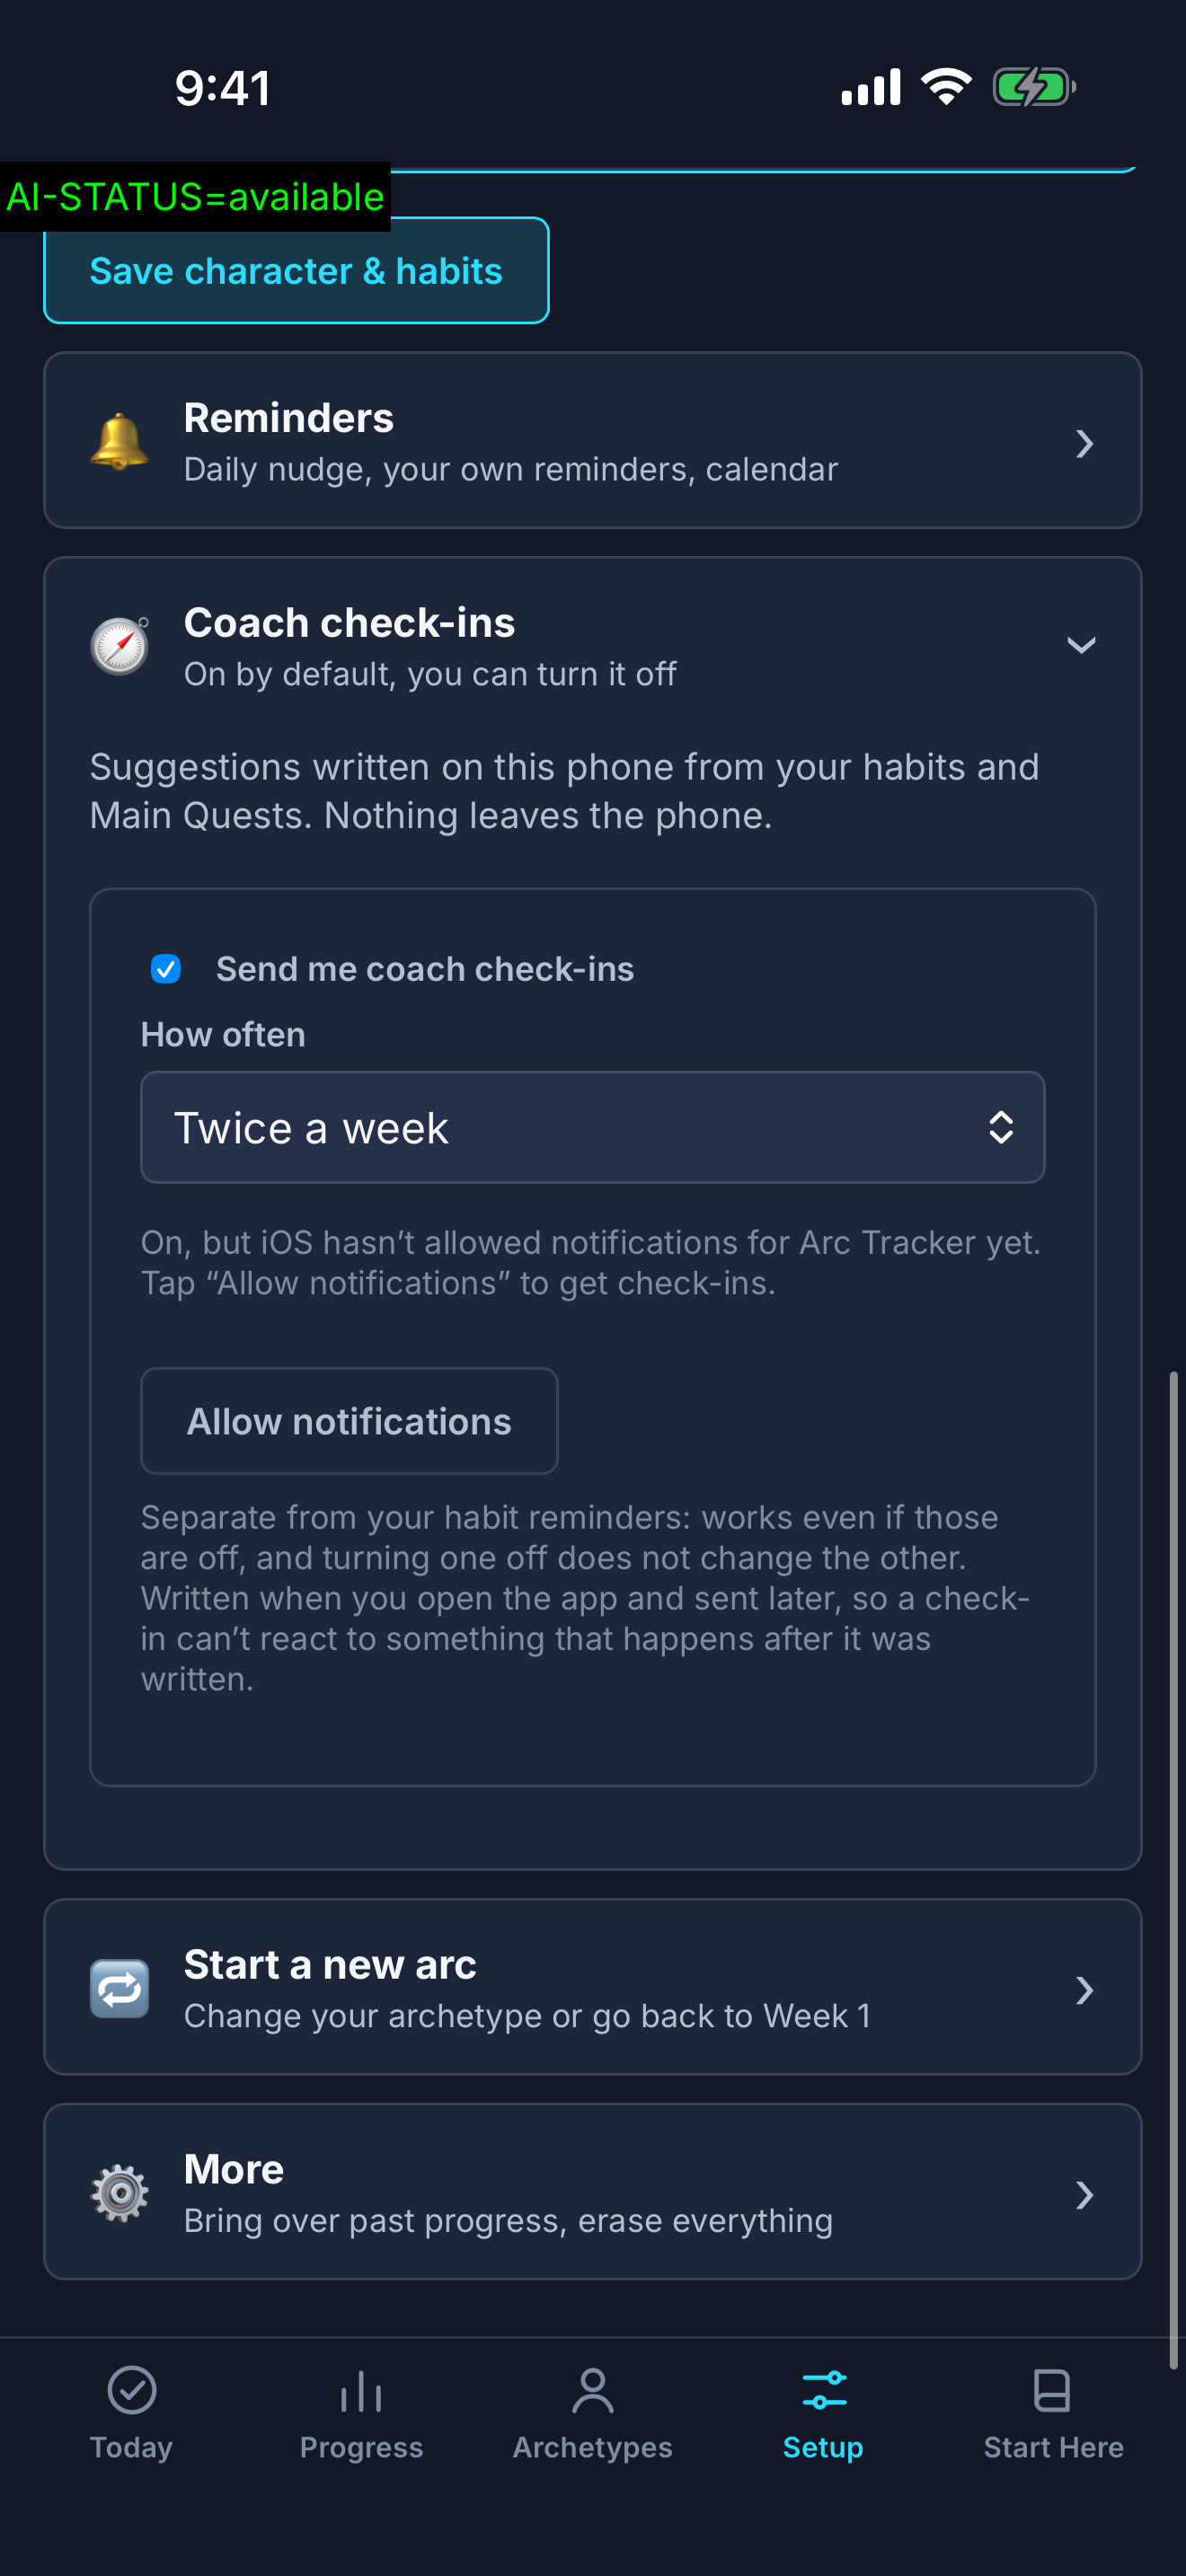 9:41
AI-STATUS=available
Save character & habits
Reminders
Daily nudge, your own reminders, calendar
Coach check-ins
On by default, you can turn it off
Suggestions written on this phone from your habits and
Main Quests. Nothing leaves the phone.
Send me coach check-ins
How often
Twice a week
On, but iOS hasn’t allowed notifications for Arc Tracker yet.
Tap “Allow notifications” to get check-ins.
Allow notifications
Separate from your habit reminders: works even if those
are off, and turning one off does not change the other.
Written when you open the app and sent later, so a check-
in can’t react to something that happens after it was
written.
Start a new arc
Change your archetype or go back to Week 1
More
Bring over past progress, erase everything
Today
Progress
Archetypes
Setup
Start Here